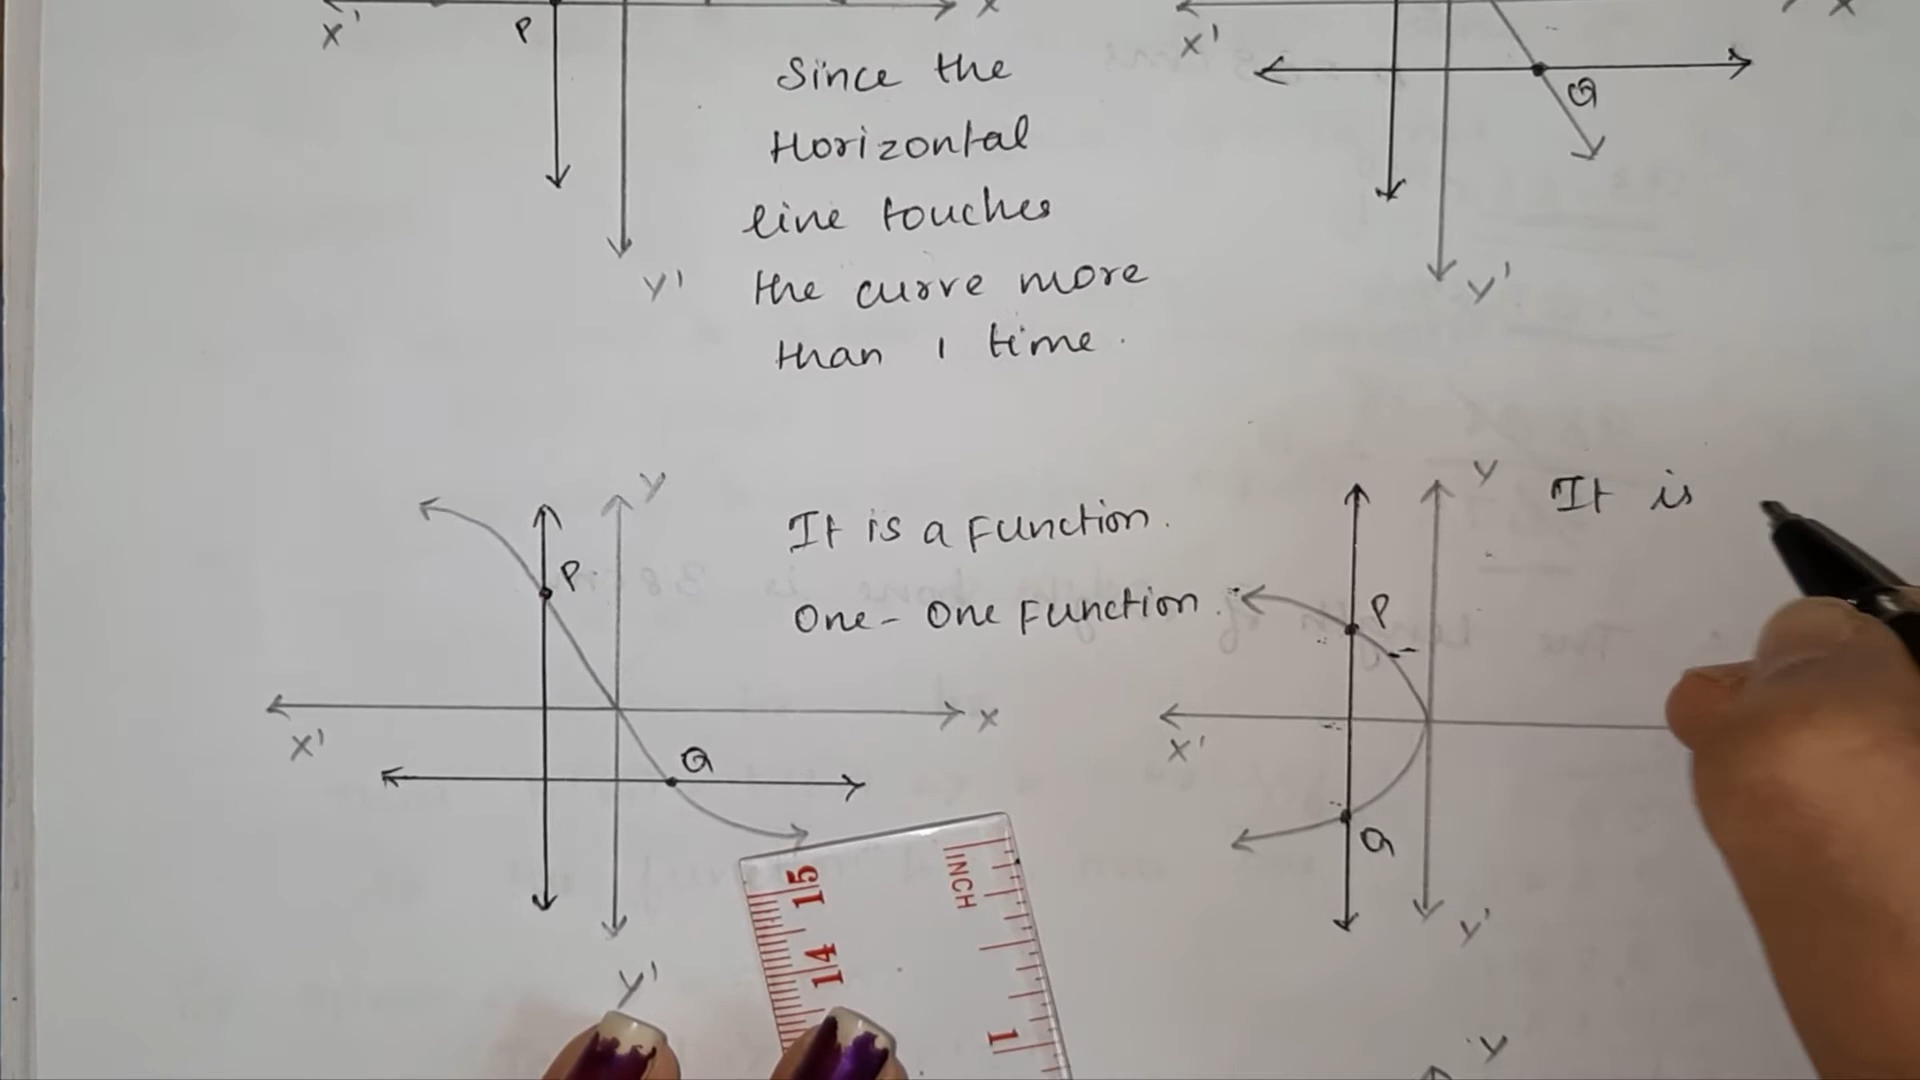 X'
P
X
Since the
Horizontal
line touches
the curve more
than 1 time.
Y'
X'
X
Q
Y'
Y
P
It is a Function.
One-One Function.
X'
X
Q
Y'
Y
It is
P
X'
Q
Y'
15
14
INCH
1
Y